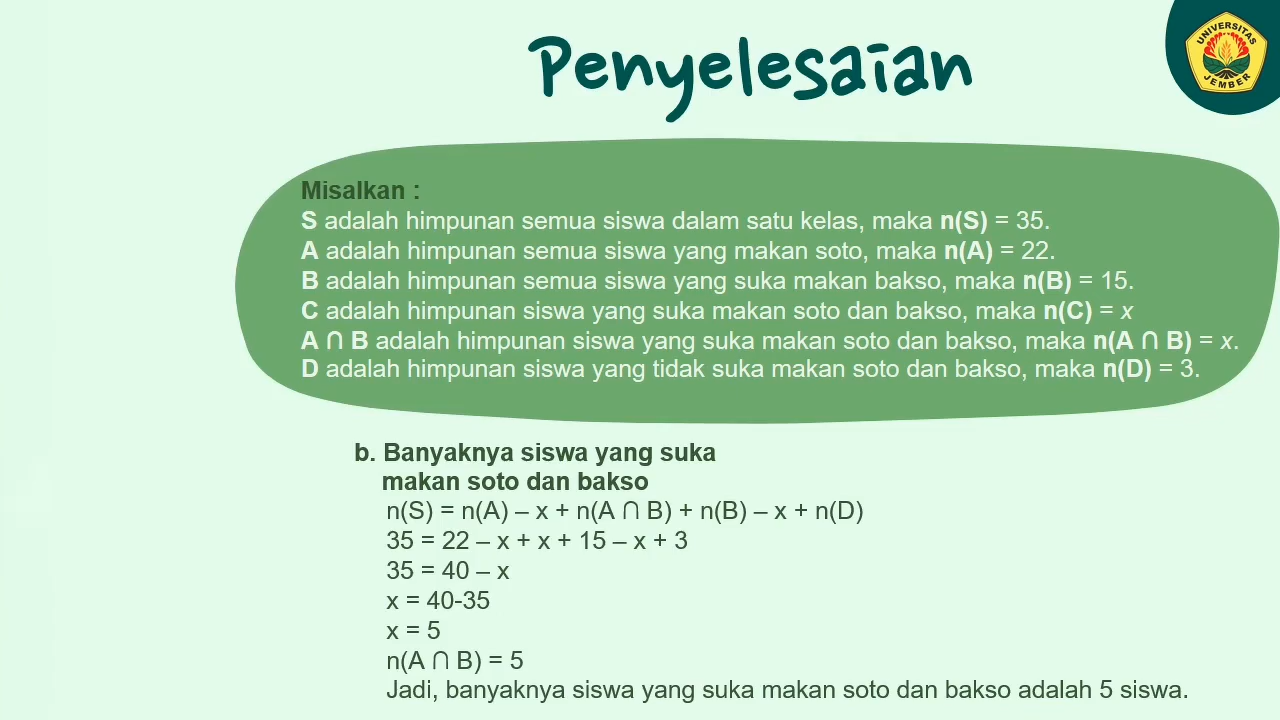 Penyelesaian
UNIVERSITAS
JEMBER
Misalkan :
S adalah himpunan semua siswa dalam satu kelas, maka n(S) = 35.
A adalah himpunan semua siswa yang makan soto, maka n(A) = 22.
B adalah himpunan semua siswa yang suka makan bakso, maka n(B) = 15.
C adalah himpunan siswa yang suka makan soto dan bakso, maka n(C) = x
A ∩ B adalah himpunan siswa yang suka makan soto dan bakso, maka n(A ∩ B) = x.
D adalah himpunan siswa yang tidak suka makan soto dan bakso, maka n(D) = 3.
b. Banyaknya siswa yang suka
makan soto dan bakso
n(S) = n(A) – x + n(A ∩ B) + n(B) – x + n(D)
35 = 22 – x + x + 15 – x + 3
35 = 40 – x
x = 40-35
x = 5
n(A ∩ B) = 5
Jadi, banyaknya siswa yang suka makan soto dan bakso adalah 5 siswa.